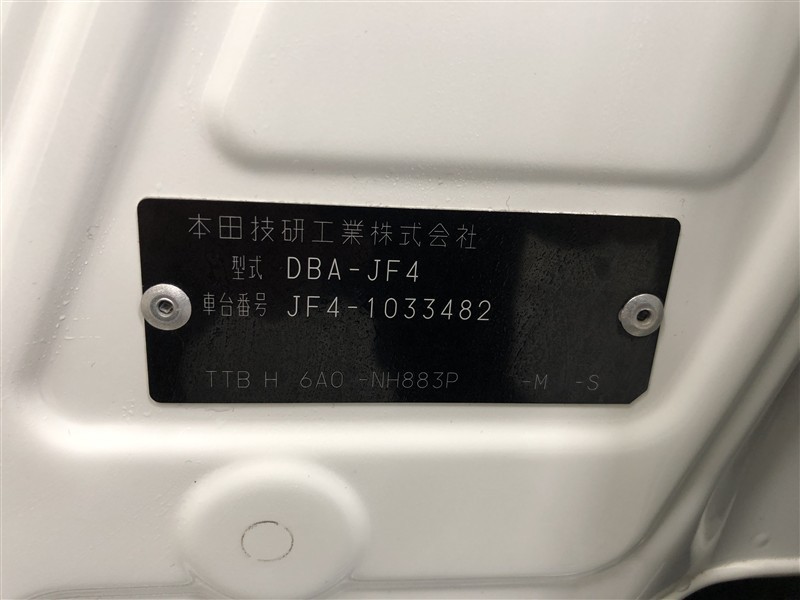 本田技研工業株式会社
型式 DBA-JF4
車台番号 JF4-1033482
TTB H 6A0 -NH883P -M -S